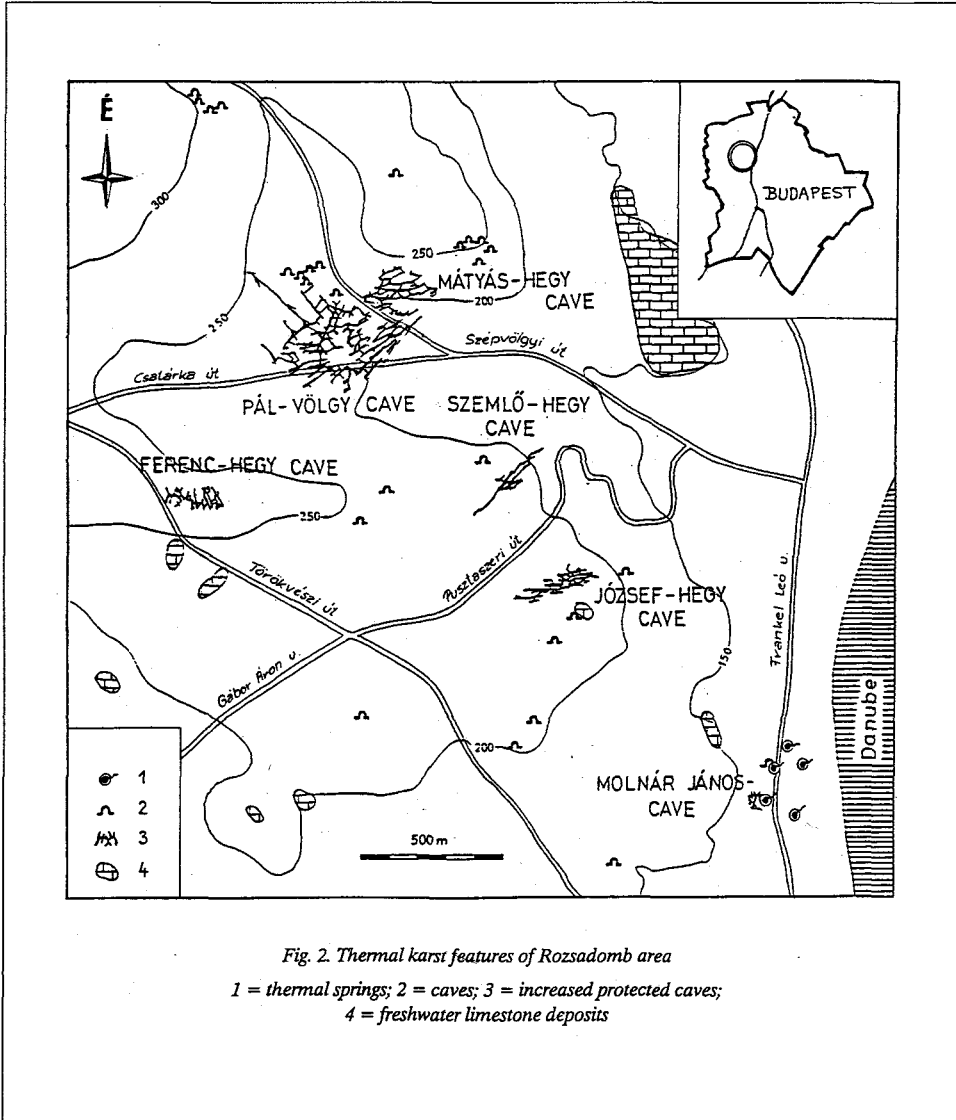 É
BUDAPEST
300
250
MÁTYÁS-HEGY
CAVE
200
250
Szépvölgyi út
Csatárka út
PÁL-VÖLGY CAVE
SZEMLŐ-HEGY
CAVE
FERENC-HEGY CAVE
250
Törökvészi út
Pusztaszeri út
JÓZSEF-HEGY
CAVE
Frankel Leó u.
150
Gábor Áron u.
Danube
200
MOLNÁR JÁNOS-
CAVE
1
2
3
4
500 m
Fig. 2. Thermal karst features of Rozsadomb area
1 = thermal springs; 2 = caves; 3 = increased protected caves;
4 = freshwater limestone deposits